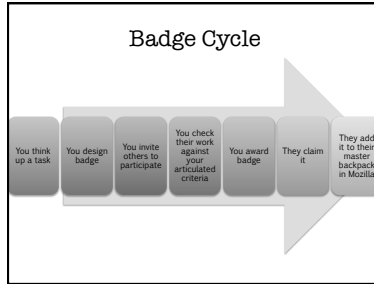 Badge Cycle
You think
up a task
You design
badge
You invite
others to
participate
You check
their work
against
your
articulated
criteria
You award
badge
They claim
it
They add
it to their
master
backpack
in Mozilla